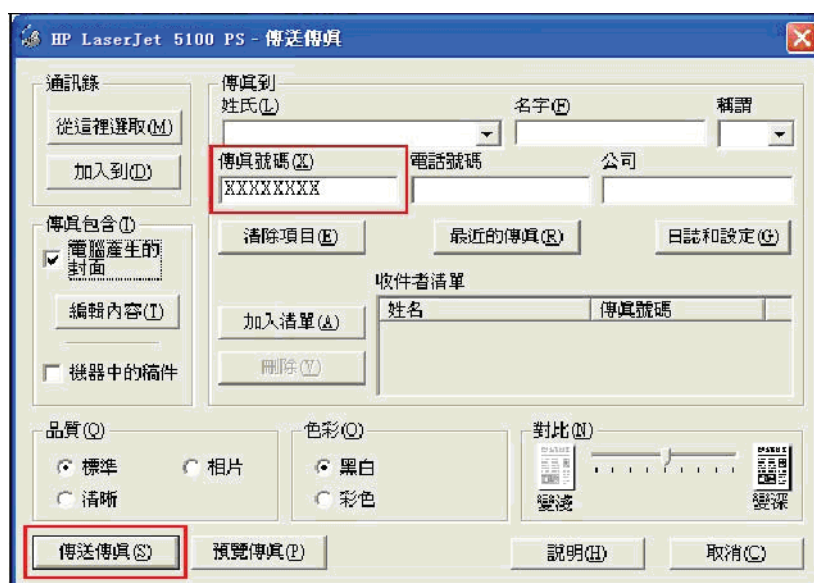 HP LaserJet 5100 PS - 傳送傳真
通訊錄
從這裡選取(M)
加入到(D)
傳真到
姓氏(L)
名字(F)
稱謂
傳真號碼(X)
電話號碼
公司
XXXXXXXX
清除項目(E)
最近的傳真(R)
日誌和設定(G)
傳真包含(I)
電腦產生的
封面
編輯內容(T)
機器中的稿件
收件者清單
加入清單(A)
姓名
傳真號碼
刪除(Y)
品質(Q)
標準
相片
清晰
色彩(O)
黑白
彩色
對比(N)
變淺
變深
傳送傳真(S)
預覽傳真(P)
說明(H)
取消(C)